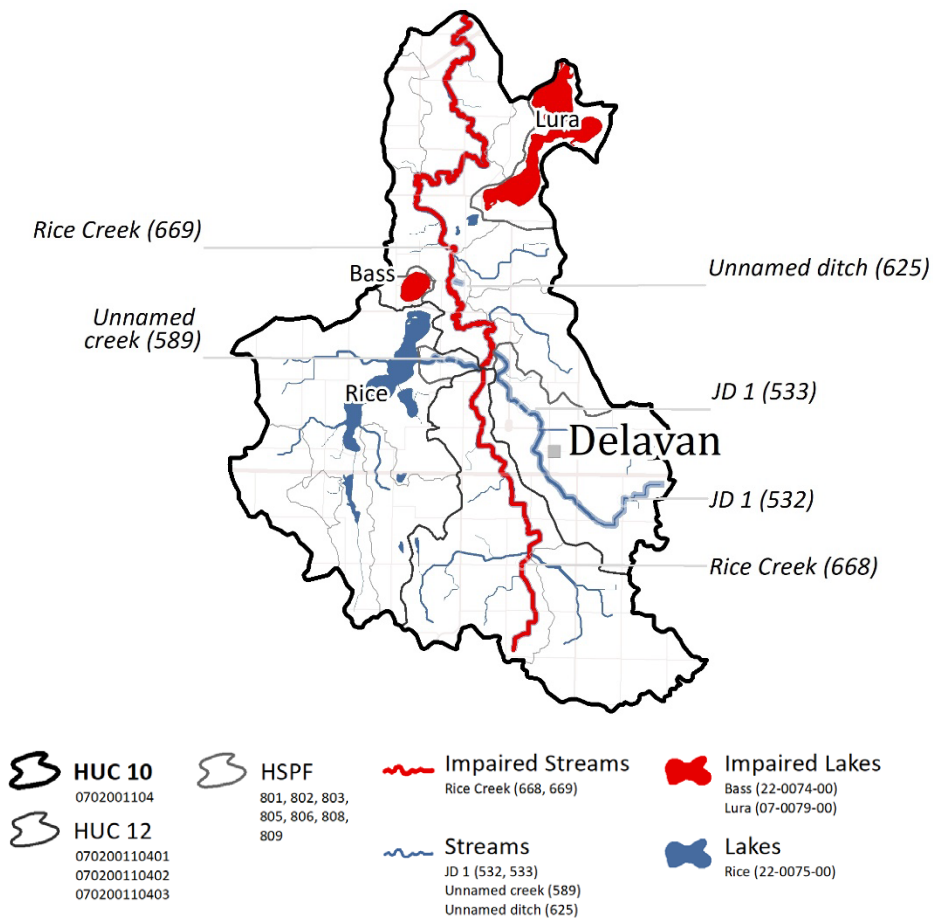 Lura
Rice Creek (669)
Bass
Unnamed ditch (625)
Unnamed
creek (589)
Rice
JD 1 (533)
Delavan
JD 1 (532)
Rice Creek (668)
HUC 10
0702001104
HUC 12
070200110401
070200110402
070200110403
HSPF
801, 802, 803,
805, 806, 808,
809
Impaired Streams
Rice Creek (668, 669)
Streams
JD 1 (532, 533)
Unnamed creek (589)
Unnamed ditch (625)
Impaired Lakes
Bass (22-0074-00)
Lura (07-0079-00)
Lakes
Rice (22-0075-00)